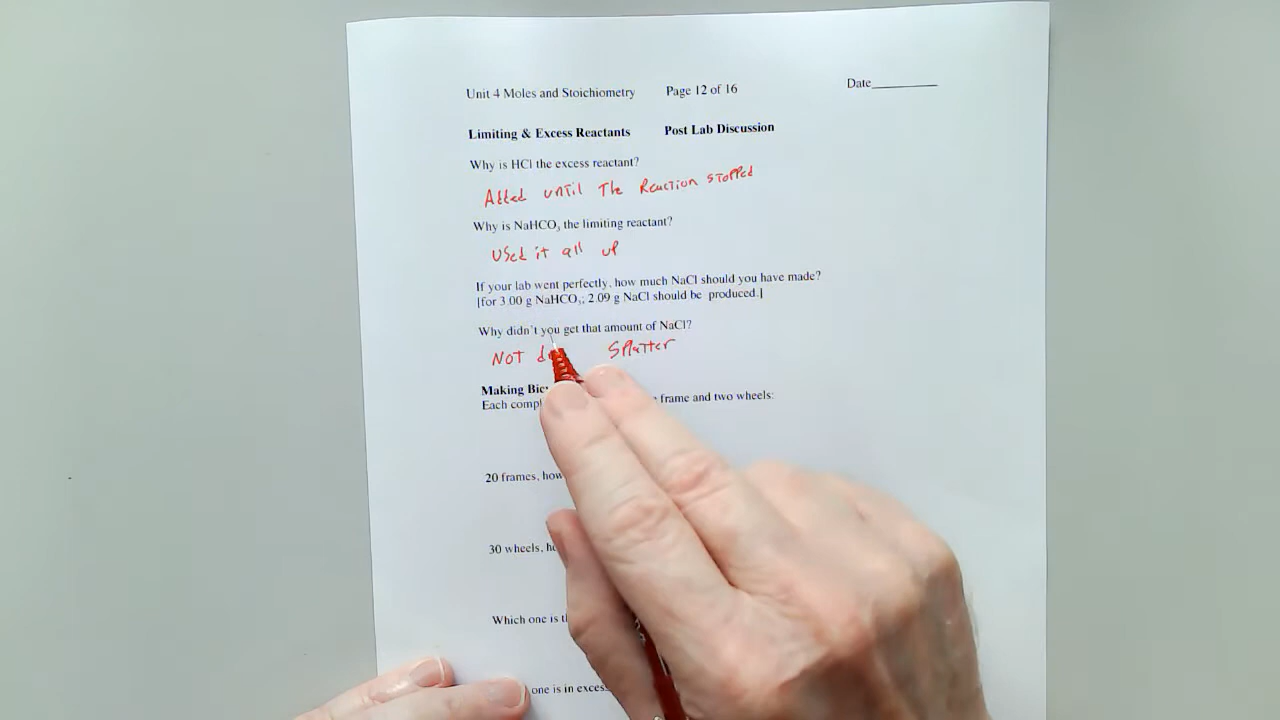 Unit 4 Moles and Stoichiometry Page 12 of 16 Date_________
Limiting & Excess Reactants Post Lab Discussion
Why is HCl the excess reactant?
Added until The Reaction stopped
Why is NaHCO₃ the limiting reactant?
Used it all up
If your lab went perfectly, how much NaCl should you have made?
[for 3.00 g NaHCO₃; 2.09 g NaCl should be produced.]
Why didn't you get that amount of NaCl?
NOT Splatter
Making
Each frame and two wheels:
20 frames,
30 wheels,
Which one is
one is in